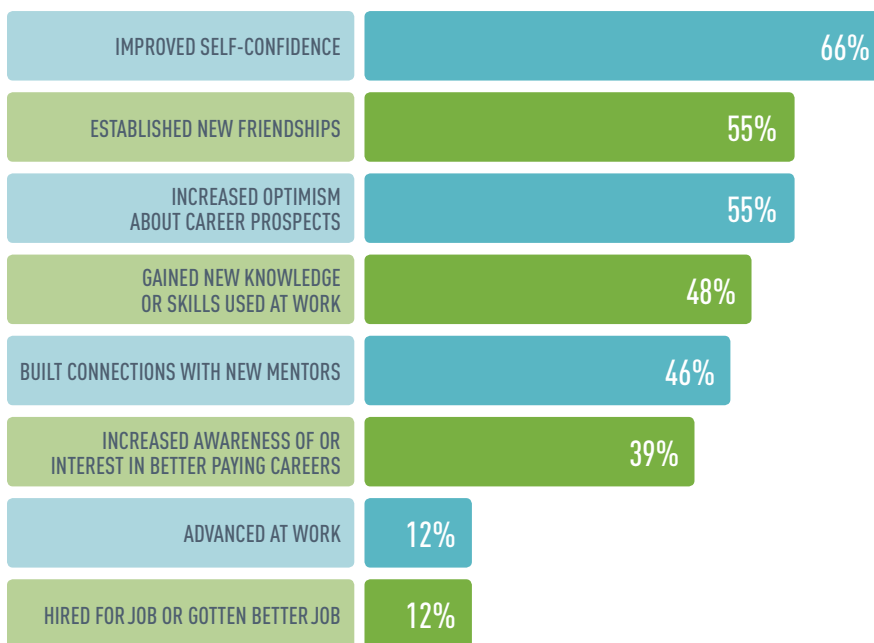 IMPROVED SELF-CONFIDENCE
66%
ESTABLISHED NEW FRIENDSHIPS
55%
INCREASED OPTIMISM
ABOUT CAREER PROSPECTS
55%
GAINED NEW KNOWLEDGE
OR SKILLS USED AT WORK
48%
BUILT CONNECTIONS WITH NEW MENTORS
46%
INCREASED AWARENESS OF OR
INTEREST IN BETTER PAYING CAREERS
39%
ADVANCED AT WORK
12%
HIRED FOR JOB OR GOTTEN BETTER JOB
12%